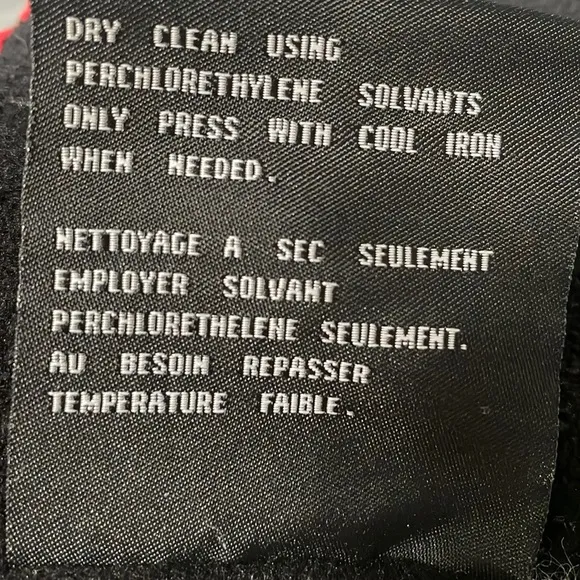 DRY CLEAN USING
PERCHLORETHYLENE SOLVANTS
ONLY PRESS WITH COOL IRON
WHEN NEEDED.
NETTOYAGE A SEC SEULEMENT
EMPLOYER SOLVANT
PERCHLORETHELENE SEULEMENT.
AU BESOIN REPASSER
TEMPERATURE FAIBLE.